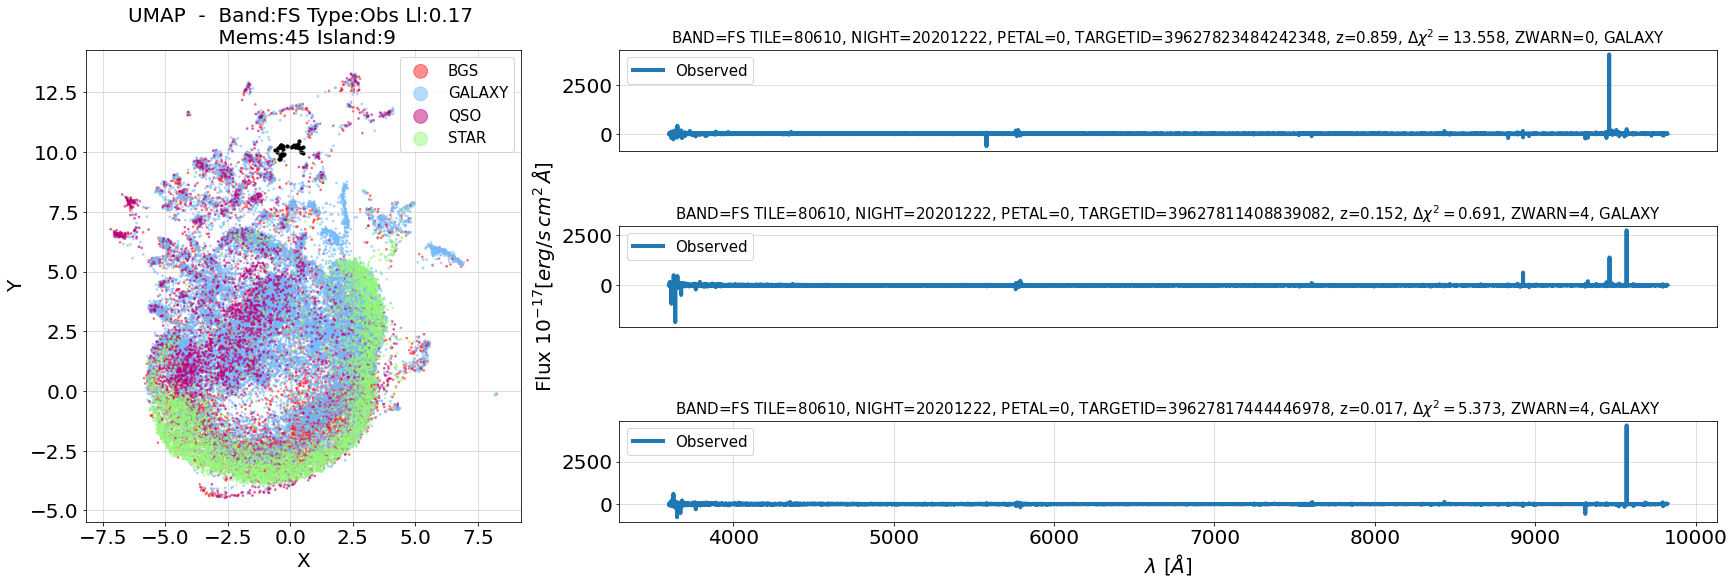 UMAP - Band:FS Type:Obs Ll:0.17
Mems:45 Island:9
BGS
GALAXY
QSO
STAR
12.5
10.0
7.5
5.0
2.5
0.0
−2.5
−5.0
Y
−7.5 −5.0 −2.5 0.0 2.5 5.0 7.5
X
Flux 10⁻¹⁷[erg/s cm² Å]
BAND=FS TILE=80610, NIGHT=20201222, PETAL=0, TARGETID=39627823484242348, z=0.859, Δχ² = 13.558, ZWARN=0, GALAXY
Observed
2500
0
BAND=FS TILE=80610, NIGHT=20201222, PETAL=0, TARGETID=39627811408839082, z=0.152, Δχ² = 0.691, ZWARN=4, GALAXY
Observed
2500
0
BAND=FS TILE=80610, NIGHT=20201222, PETAL=0, TARGETID=39627817444446978, z=0.017, Δχ² = 5.373, ZWARN=4, GALAXY
Observed
2500
0
4000 5000 6000 7000 8000 9000 10000
λ [Å]